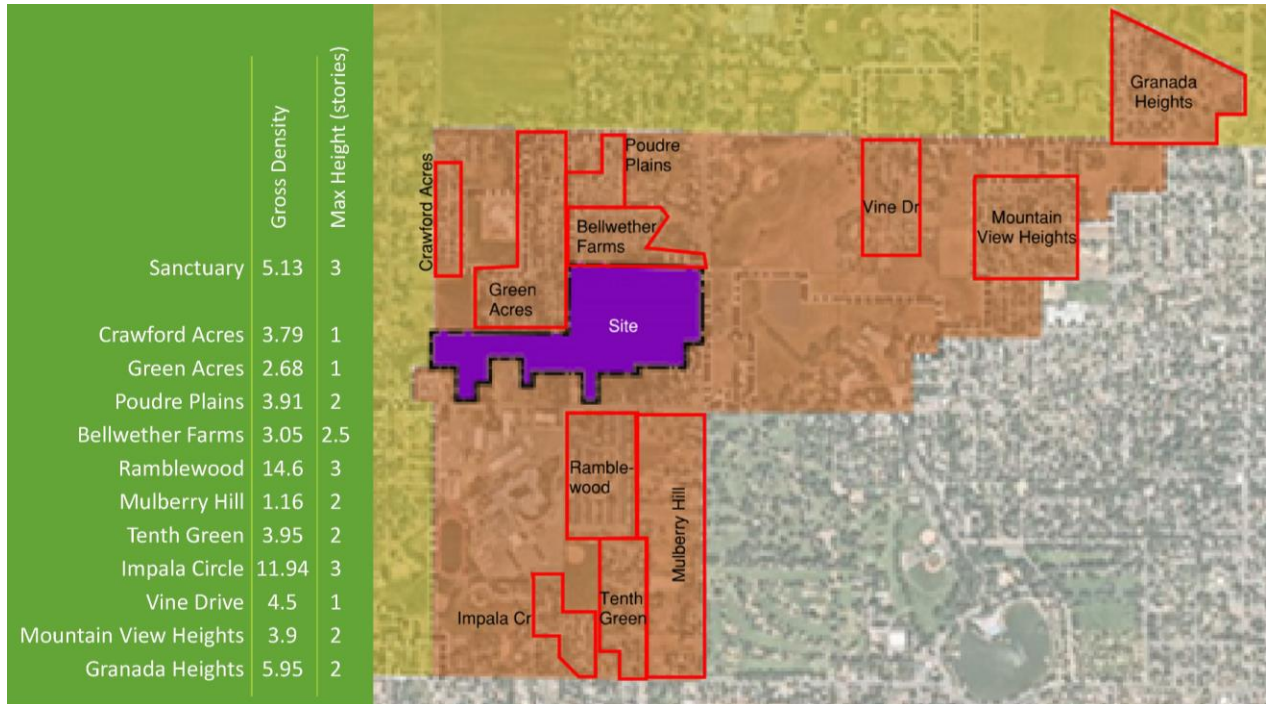 Gross Density
Max Height (stories)
Sanctuary 5.13 3
Crawford Acres 3.79 1
Green Acres 2.68 1
Poudre Plains 3.91 2
Bellwether Farms 3.05 2.5
Ramblewood 14.6 3
Mulberry Hill 1.16 2
Tenth Green 3.95 2
Impala Circle 11.94 3
Vine Drive 4.5 1
Mountain View Heights 3.9 2
Granada Heights 5.95 2
Granada
Heights
Poudre
Plains
Crawford Acres
Vine Dr
Mountain
View Heights
Bellwether
Farms
Green
Acres
Site
Ramble-
wood
Mulberry Hill
Tenth
Green
Impala Cr